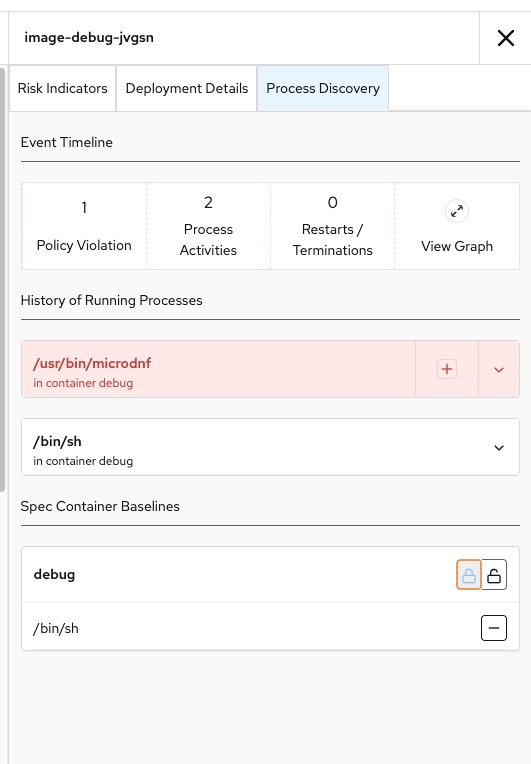 image-debug-jvgsn
Risk Indicators
Deployment Details
Process Discovery
Event Timeline
1
Policy Violation
2
Process
Activities
0
Restarts /
Terminations
View Graph
History of Running Processes
/usr/bin/microdnf
in container debug
/bin/sh
in container debug
Spec Container Baselines
debug
/bin/sh